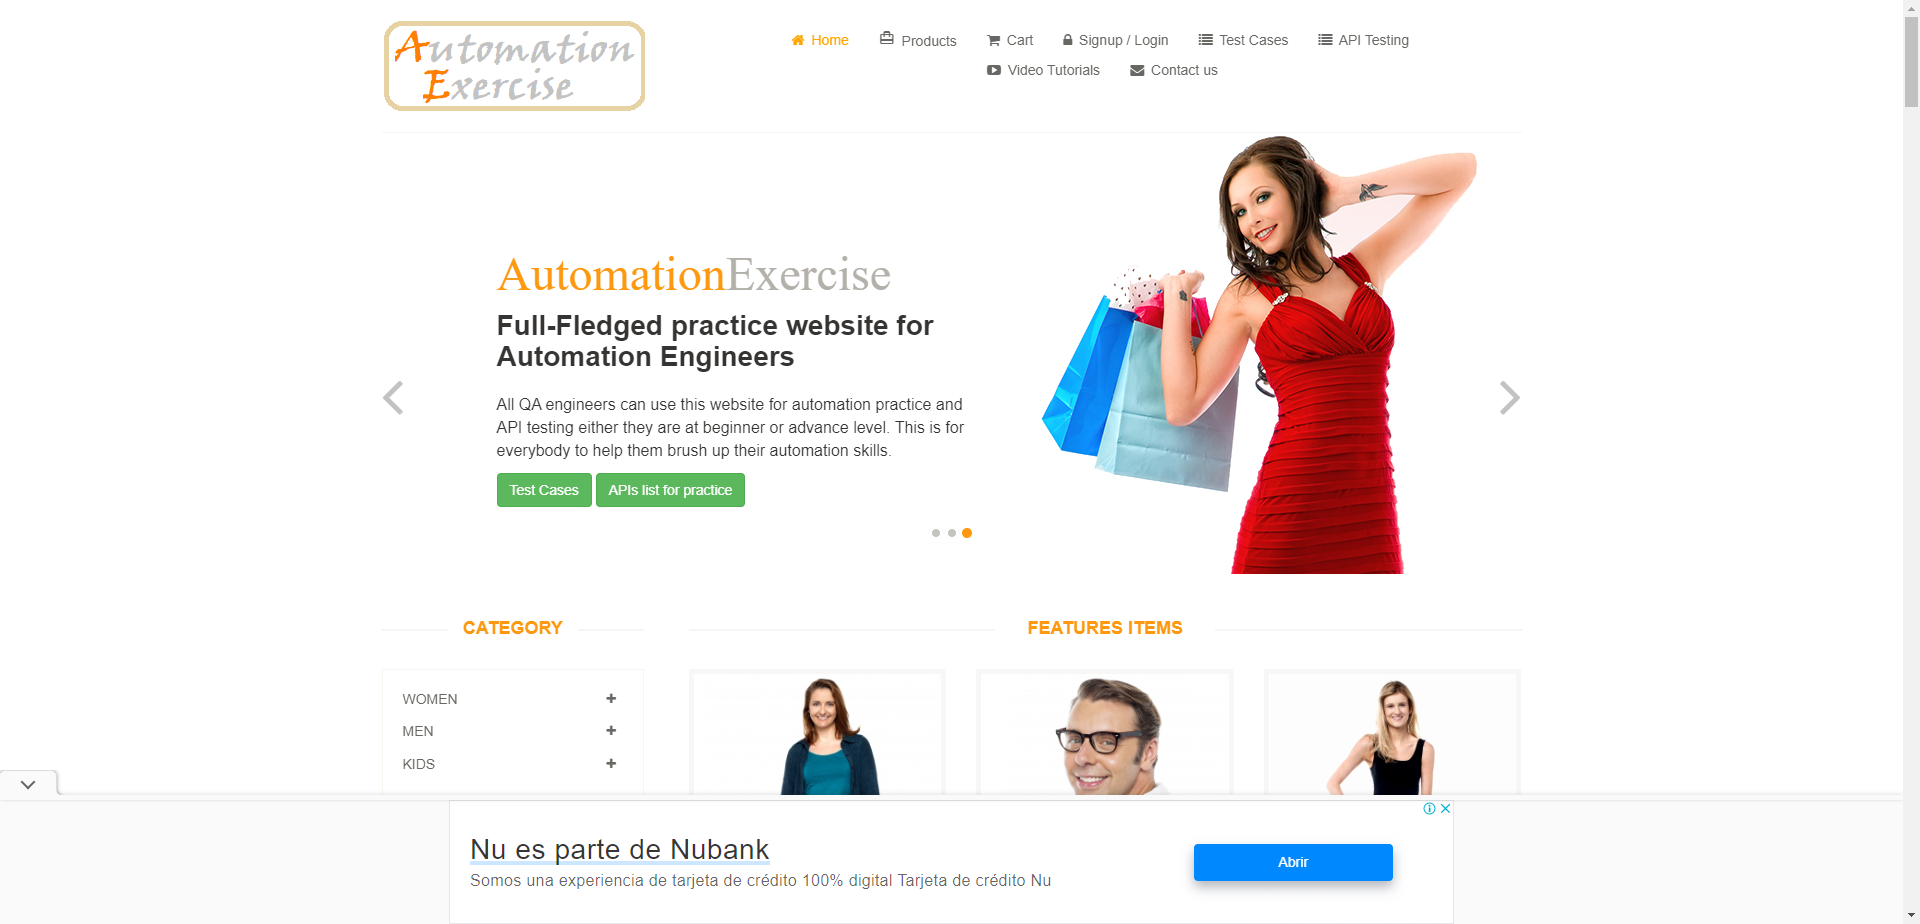 Automation
Exercise
Home
Products
Cart
Signup / Login
Test Cases
API Testing
Video Tutorials
Contact us
AutomationExercise
Full-Fledged practice website for
Automation Engineers
All QA engineers can use this website for automation practice and
API testing either they are at beginner or advance level. This is for
everybody to help them brush up their automation skills.
Test Cases
APIs list for practice
CATEGORY
FEATURES ITEMS
WOMEN
MEN
KIDS
Nu es parte de Nubank
Somos una experiencia de tarjeta de crédito 100% digital Tarjeta de crédito Nu
Abrir